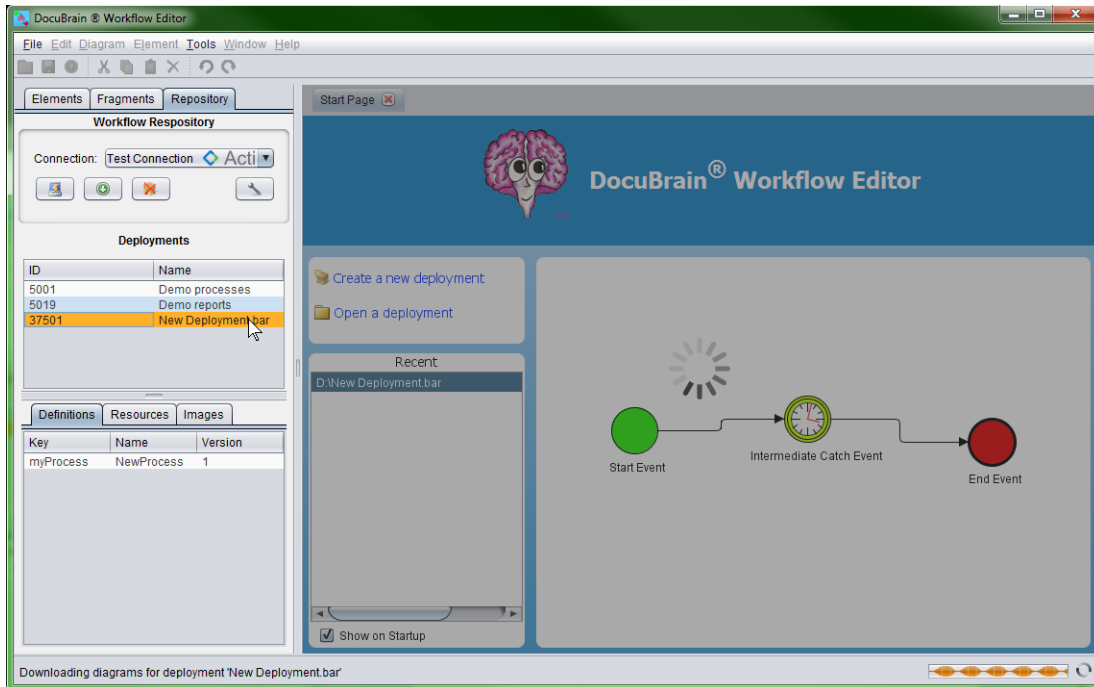 DocuBrain ® Workflow Editor
File Edit Diagram Element Tools Window Help
Elements Fragments Repository
Workflow Respository
Connection: Test Connection Acti
Deployments
ID Name
5001 Demo processes
5019 Demo reports
37501 New Deployment.bar
Definitions Resources Images
Key Name Version
myProcess NewProcess 1
Start Page
DocuBrain® Workflow Editor
Create a new deployment
Open a deployment
Recent
D:\New Deployment.bar
Show on Startup
Start Event
Intermediate Catch Event
End Event
Downloading diagrams for deployment 'New Deployment.bar'